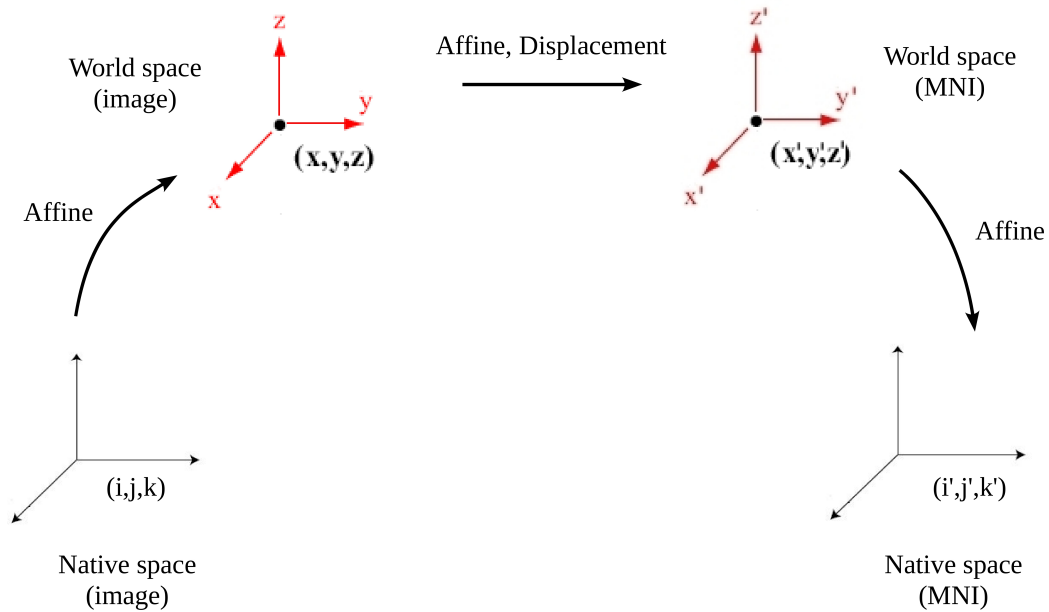 z
World space
(image)
y
(x,y,z)
x
Affine, Displacement
z'
World space
(MNI)
y'
(x',y',z')
x'
Affine
Affine
(i,j,k)
Native space
(image)
(i',j',k')
Native space
(MNI)